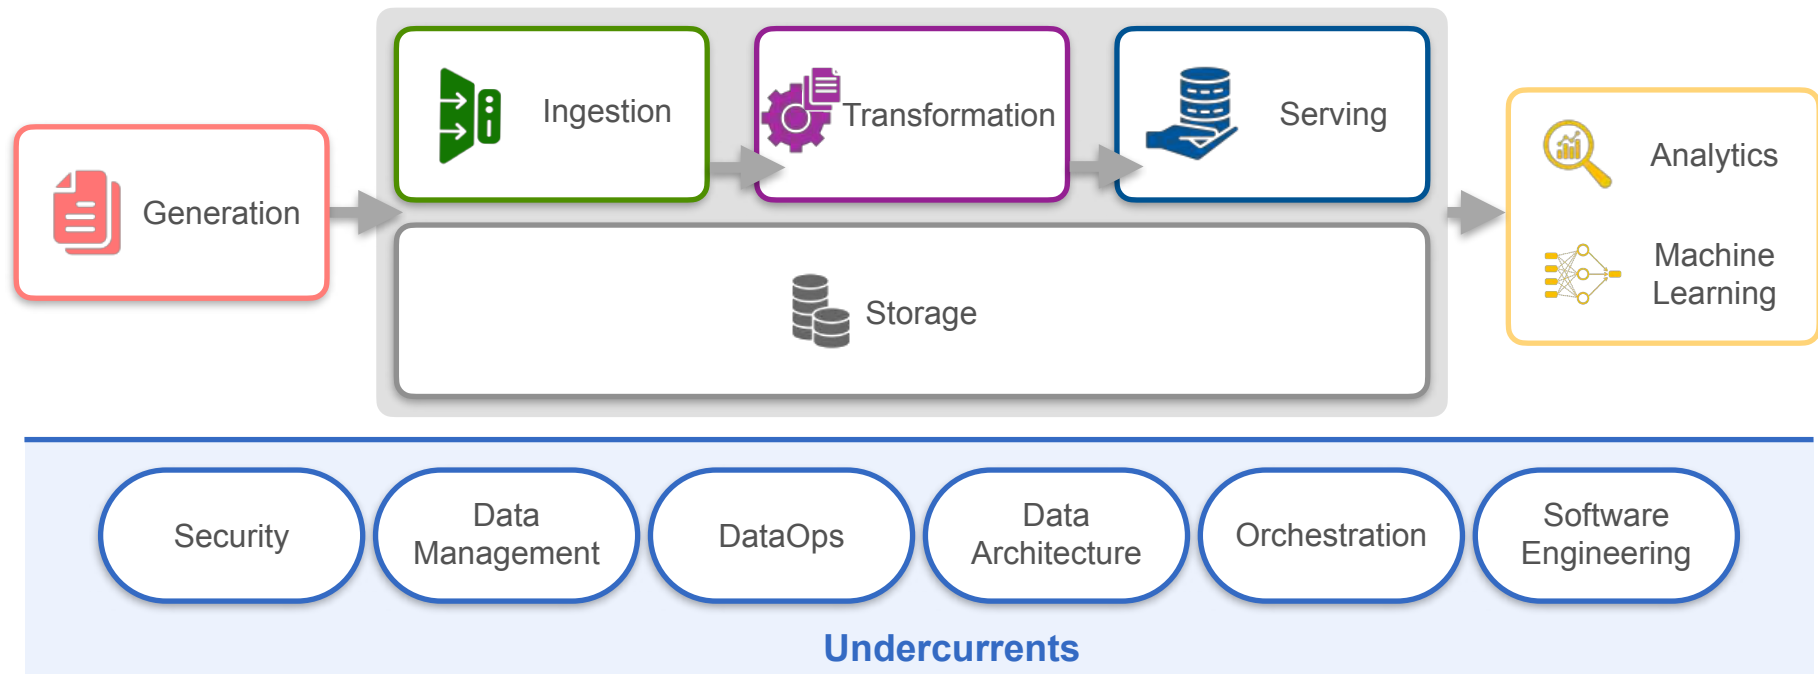 Generation
Ingestion
Transformation
Serving
Storage
Analytics
Machine
Learning
Security
Data
Management
DataOps
Data
Architecture
Orchestration
Software
Engineering
Undercurrents